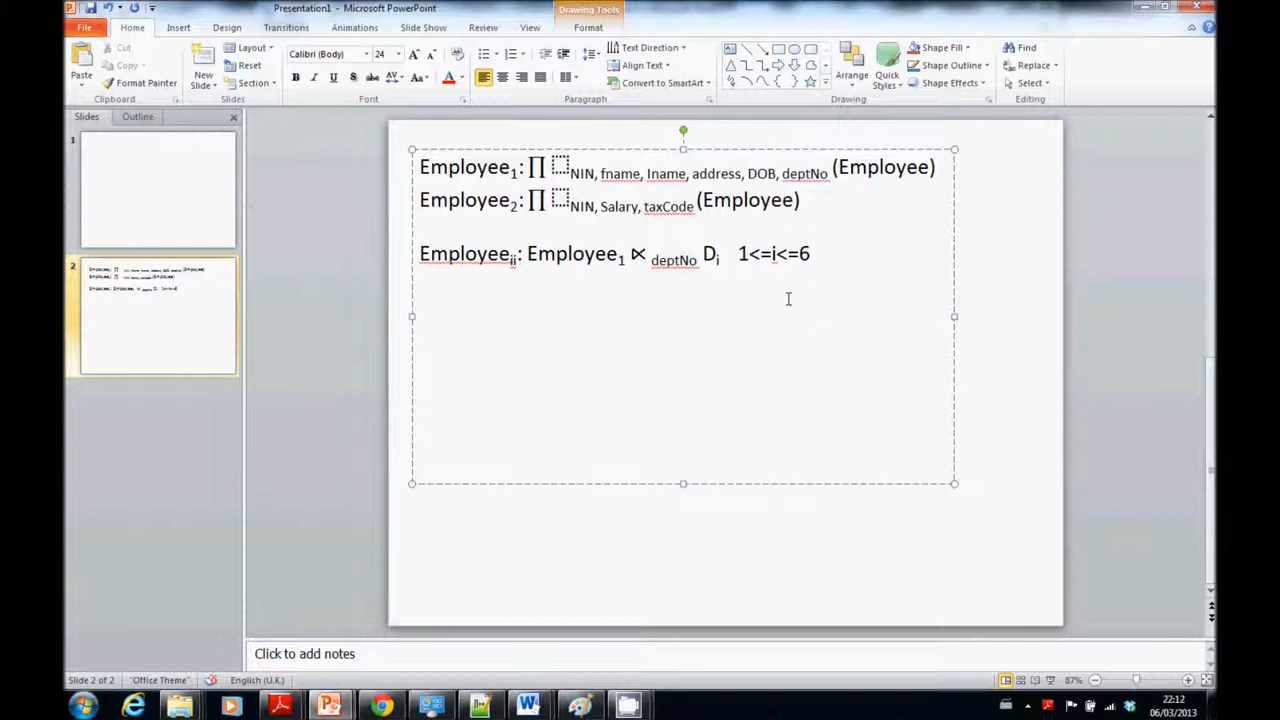 Presentation1 - Microsoft PowerPoint
Drawing Tools
File Home Insert Design Transitions Animations Slide Show Review View Format
Cut
Copy
Format Painter
Paste
Clipboard
New Slide
Layout
Reset
Section
Slides
Calibri (Body) 24
Font
Text Direction
Align Text
Convert to SmartArt
Paragraph
Arrange
Quick Styles
Shape Fill
Shape Outline
Shape Effects
Drawing
Find
Replace
Select
Editing
Slides Outline
1
2
Employee1: ∏ NIN, fname, lname, address, DOB, deptNo (Employee)
Employee2: ∏ NIN, Salary, taxCode (Employee)
Employeeij: Employee1 ⋉ deptNo Di 1<=i<=6
Click to add notes
Slide 2 of 2 "Office Theme" English (U.K.) 87%
22:12
06/03/2013